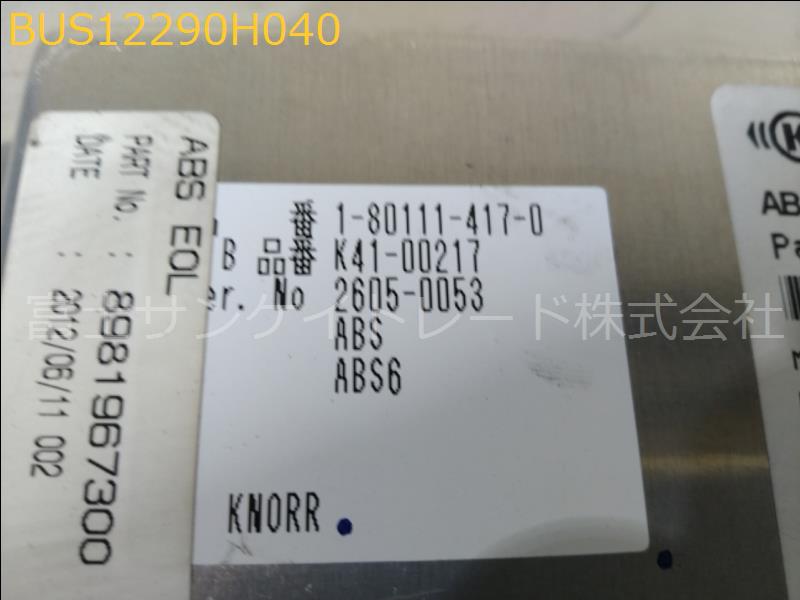 BUS12290H040
ABS EOL
PART No. : 8981967300
DATE : 2012/06/11 002
番 1-80111-417-0
B 品番 K41-00217
er. No 2605-0053
ABS
ABS6
KNORR
富士サンケイトレード株式会社
K
AB
Pa